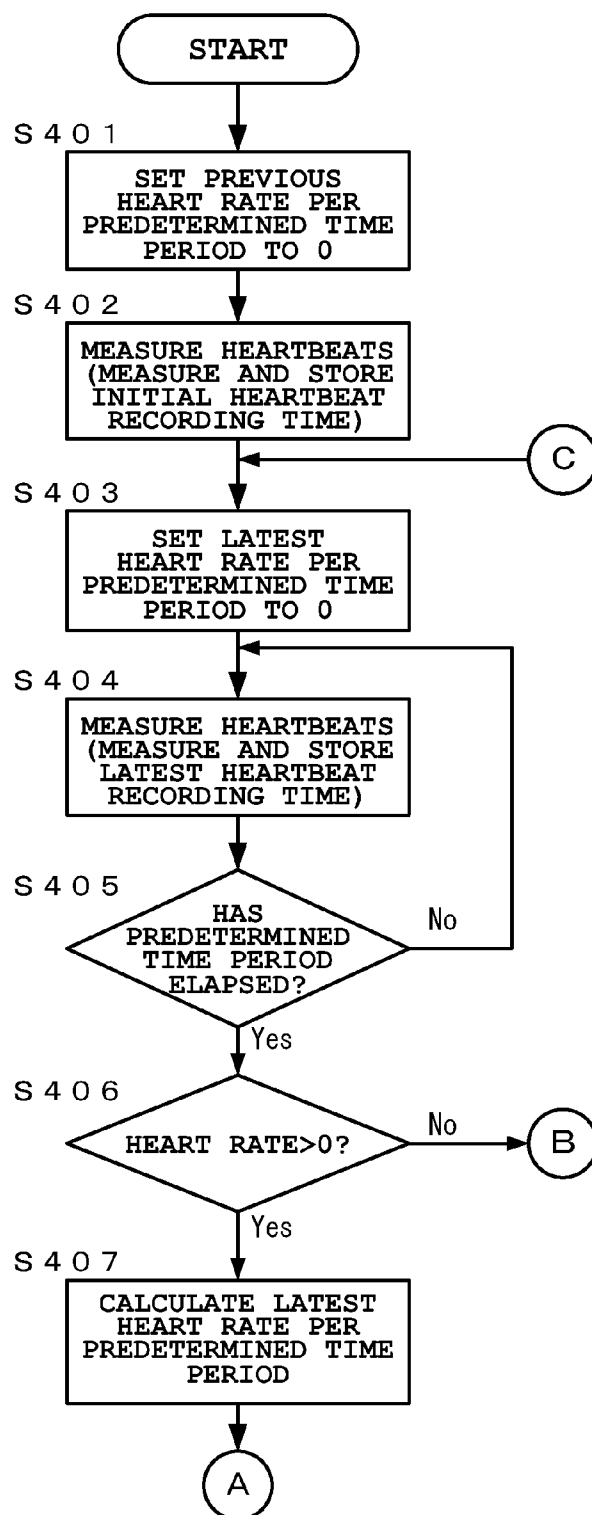 START
S401
SET PREVIOUS
HEART RATE PER
PREDETERMINED TIME
PERIOD TO 0
S402
MEASURE HEARTBEATS
(MEASURE AND STORE
INITIAL HEARTBEAT
RECORDING TIME)
C
S403
SET LATEST
HEART RATE PER
PREDETERMINED TIME
PERIOD TO 0
S404
MEASURE HEARTBEATS
(MEASURE AND STORE
LATEST HEARTBEAT
RECORDING TIME)
S405
HAS
PREDETERMINED
TIME PERIOD
ELAPSED?
No
Yes
S406
HEART RATE>0?
No
B
Yes
S407
CALCULATE LATEST
HEART RATE PER
PREDETERMINED TIME
PERIOD
A